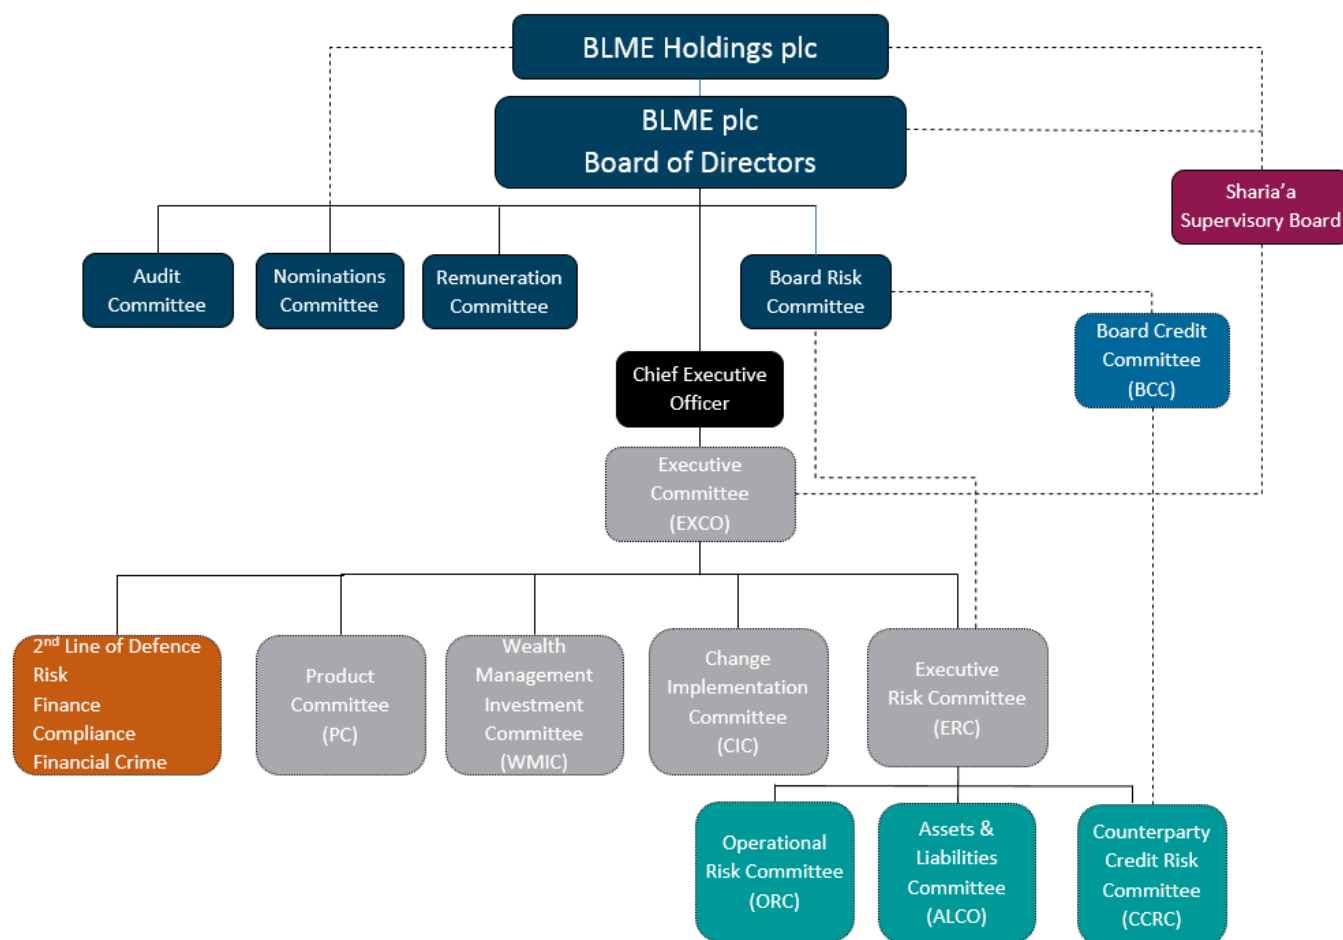 BLME Holdings plc
BLME plc
Board of Directors
Sharia’a
Supervisory Board
Audit
Committee
Nominations
Committee
Remuneration
Committee
Board Risk
Committee
Board Credit
Committee
(BCC)
Chief Executive
Officer
Executive
Committee
(EXCO)
2nd Line of Defence
Risk
Finance
Compliance
Financial Crime
Product
Committee
(PC)
Wealth
Management
Investment
Committee
(WMIC)
Change
Implementation
Committee
(CIC)
Executive
Risk Committee
(ERC)
Operational
Risk Committee
(ORC)
Assets &
Liabilities
Committee
(ALCO)
Counterparty
Credit Risk
Committee
(CCRC)